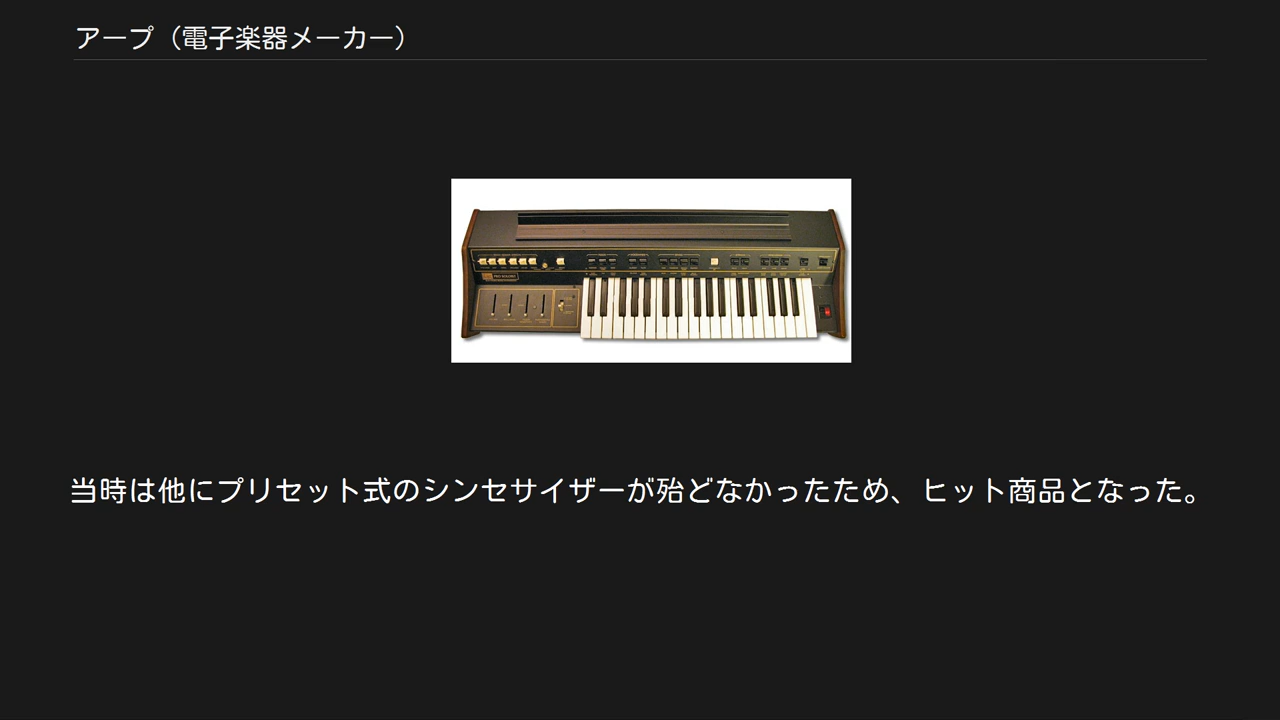 アープ（電子楽器メーカー）
当時は他にプリセット式のシンセサイザーが殆どなかったため、ヒット商品となった。